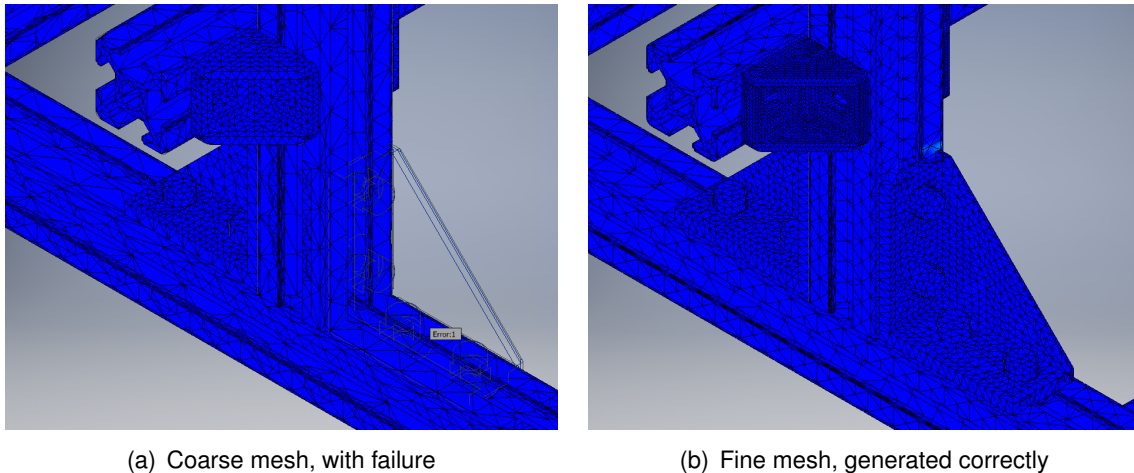 Error:1
(a) Coarse mesh, with failure
(b) Fine mesh, generated correctly